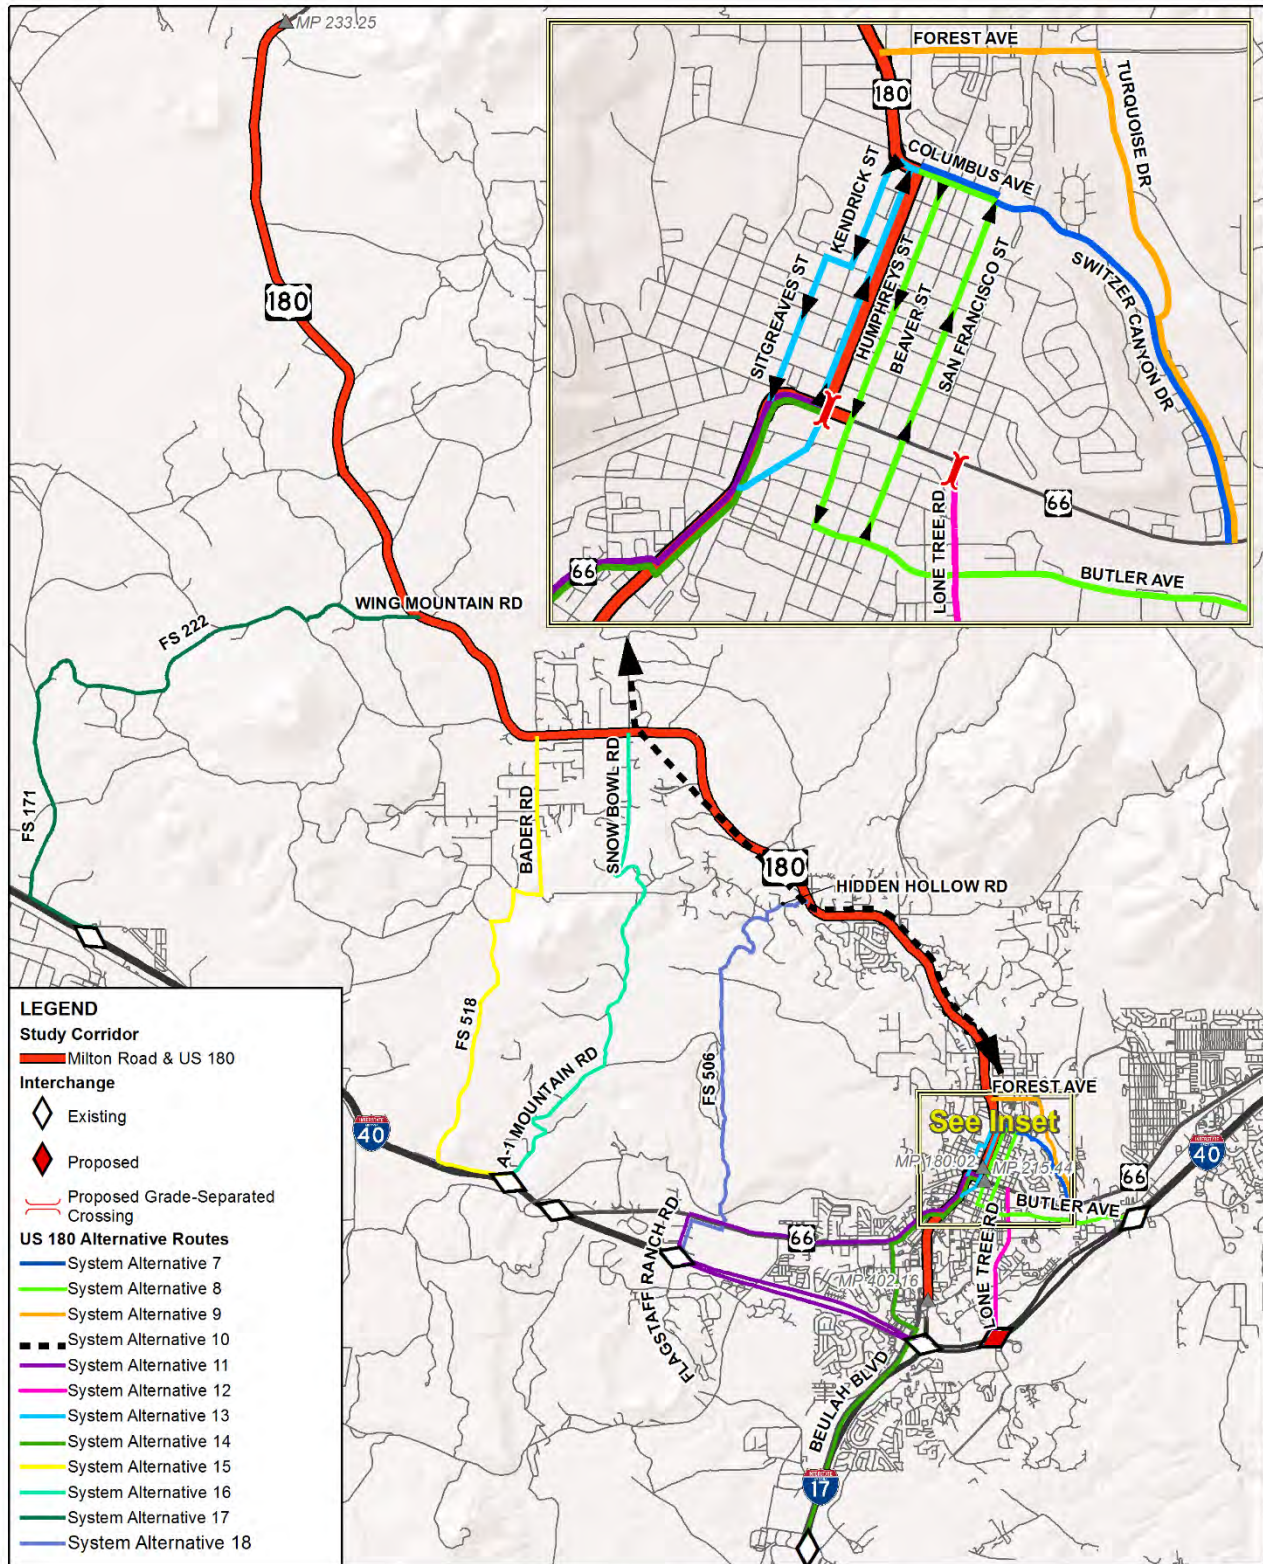 MP 233.25
FOREST AVE
TURQUOISE DR
180
COLUMBUS AVE
KENDRICK ST
SITGREAVES ST
HUMPHREYS ST
BEAVER ST
SAN FRANCISCO ST
SWITZER CANYON DR
LONE TREE RD
66
66
BUTLER AVE
180
WING MOUNTAIN RD
FS 222
FS 171
BADER RD
SNOW BOWL RD
180
HIDDEN HOLLOW RD
FS 518
A-1 MOUNTAIN RD
FS 506
FOREST AVE
See Inset
MP 180.02
MP 215.44
INTERSTATE
40
INTERSTATE
40
66
BUTLER AVE
LONE TREE RD
66
FLAGSTAFF RANCH RD
MP 402.16
BEULAH BLVD
INTERSTATE
17
LEGEND
Study Corridor
Milton Road & US 180
Interchange
Existing
Proposed
Proposed Grade-Separated
Crossing
US 180 Alternative Routes
System Alternative 7
System Alternative 8
System Alternative 9
System Alternative 10
System Alternative 11
System Alternative 12
System Alternative 13
System Alternative 14
System Alternative 15
System Alternative 16
System Alternative 17
System Alternative 18